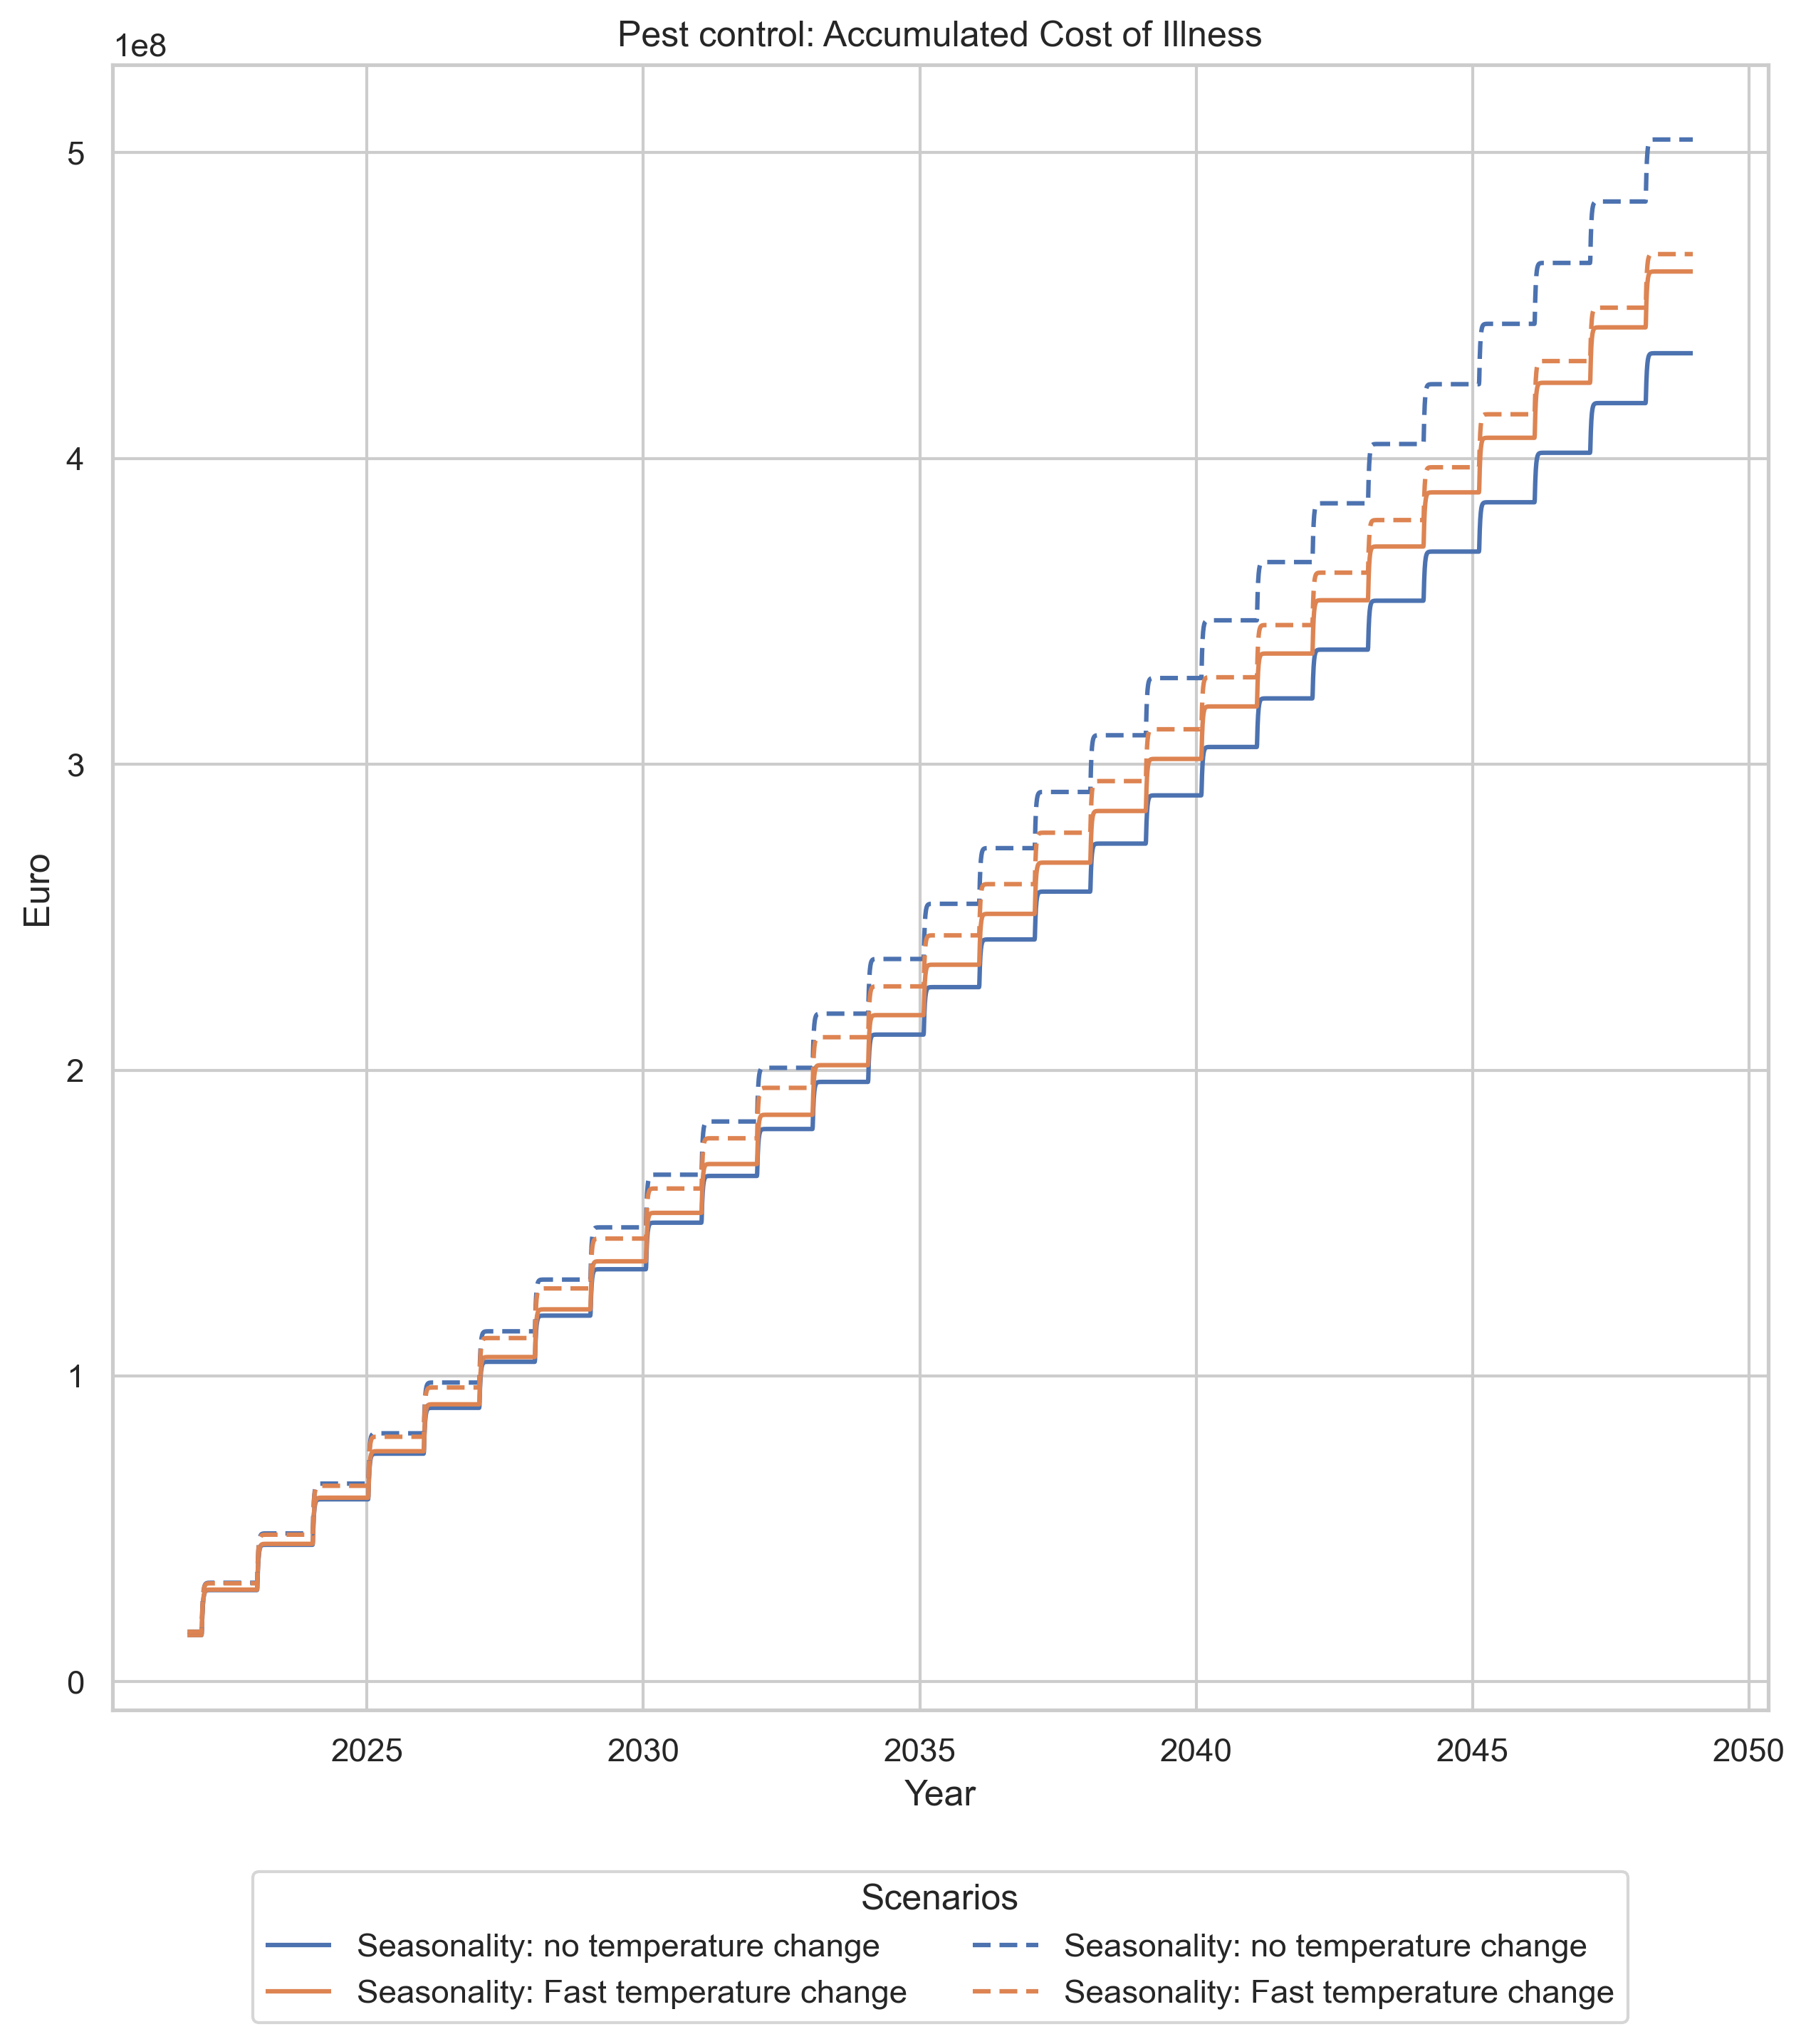 Pest control: Accumulated Cost of Illness
1e8
5
4
3
2
1
0
Euro
2025 2030 2035 2040 2045 2050
Year
Scenarios
Seasonality: no temperature change
Seasonality: Fast temperature change
Seasonality: no temperature change
Seasonality: Fast temperature change